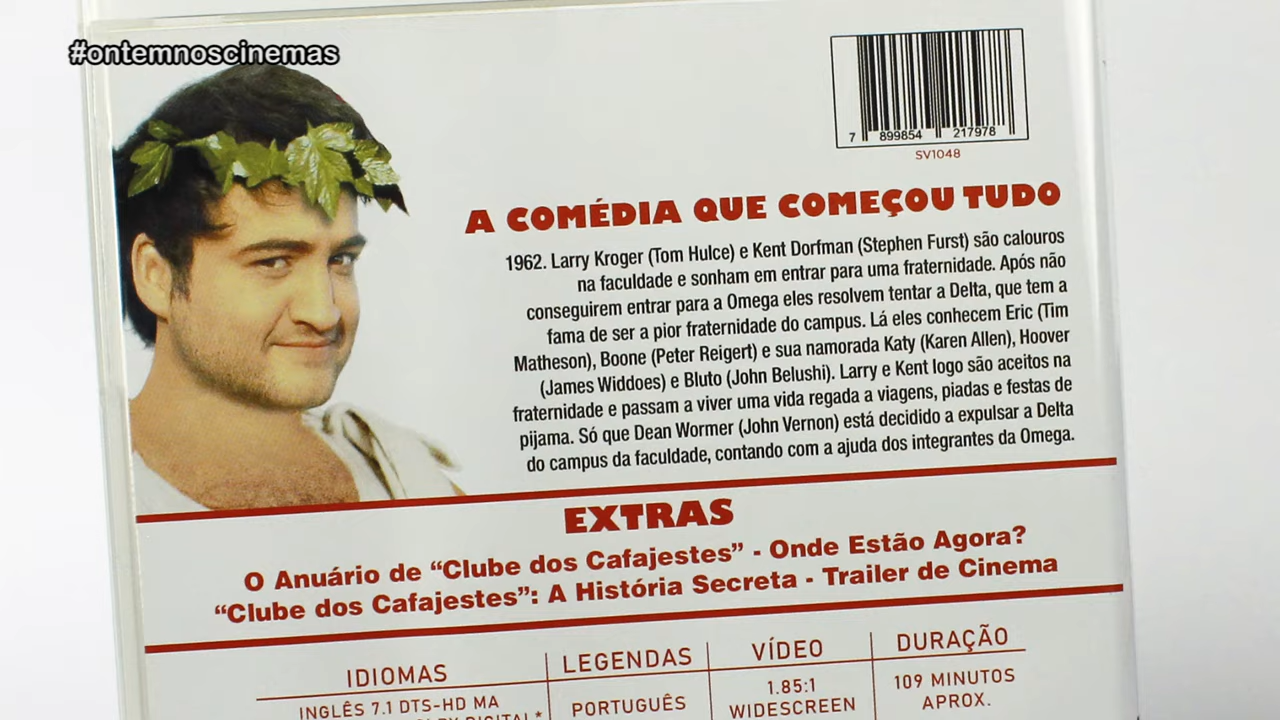 #ontemnoscinemas
7 899854 217978
SV1048
A COMÉDIA QUE COMEÇOU TUDO
1962. Larry Kroger (Tom Hulce) e Kent Dorfman (Stephen Furst) são calouros
na faculdade e sonham em entrar para uma fraternidade. Após não
conseguirem entrar para a Omega eles resolvem tentar a Delta, que tem a
fama de ser a pior fraternidade do campus. Lá eles conhecem Eric (Tim
Matheson), Boone (Peter Reigert) e sua namorada Katy (Karen Allen), Hoover
(James Widdoes) e Bluto (John Belushi). Larry e Kent logo são aceitos na
fraternidade e passam a viver uma vida regada a viagens, piadas e festas de
pijama. Só que Dean Wormer (John Vernon) está decidido a expulsar a Delta
do campus da faculdade, contando com a ajuda dos integrantes da Omega.
EXTRAS
O Anuário de “Clube dos Cafajestes” - Onde Estão Agora?
“Clube dos Cafajestes”: A História Secreta - Trailer de Cinema
IDIOMAS LEGENDAS VÍDEO DURAÇÃO
INGLÊS 7.1 DTS-HD MA PORTUGUÊS 1.85:1 109 MINUTOS
WIDESCREEN APROX.